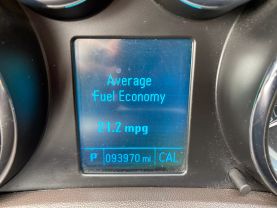 Average
Fuel Economy
21.2 mpg
P 093970 mi CAL